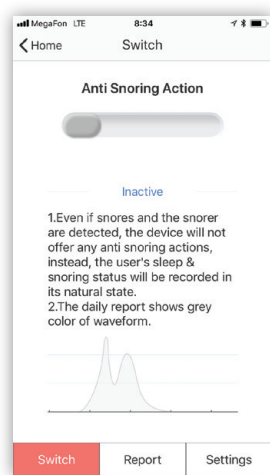 MegaFon LTE 8:34
Home Switch
Anti Snoring Action
Inactive
1.Even if snores and the snorer
are detected, the device will not
offer any anti snoring actions,
instead, the user's sleep &
snoring status will be recorded in
its natural state.
2.The daily report shows grey
color of waveform.
Switch Report Settings